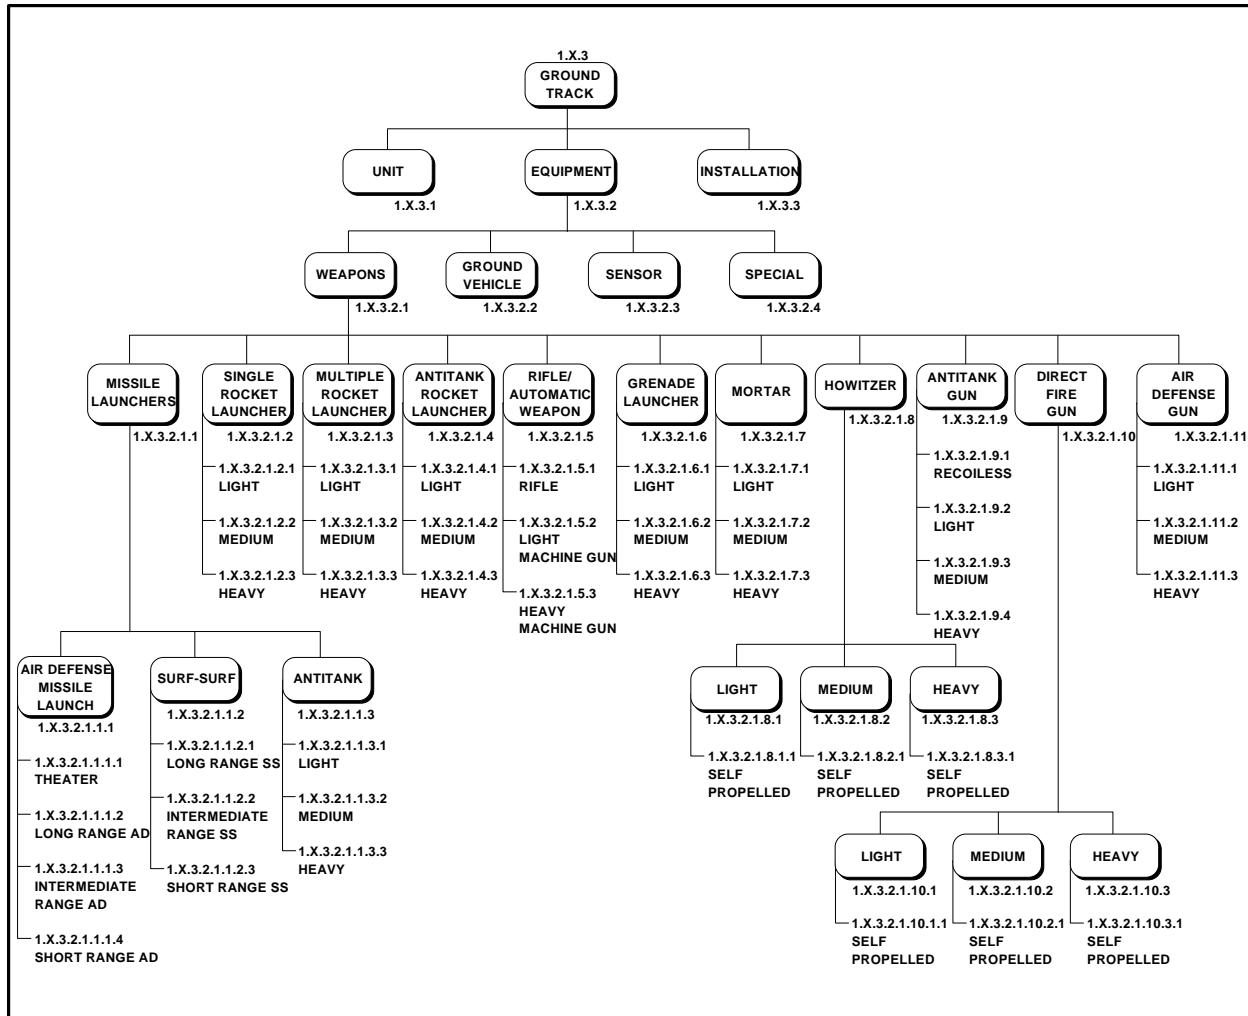 1.X.3
GROUND
TRACK
UNIT
1.X.3.1
EQUIPMENT
1.X.3.2
INSTALLATION
1.X.3.3
WEAPONS
1.X.3.2.1
GROUND
VEHICLE
1.X.3.2.2
SENSOR
1.X.3.2.3
SPECIAL
1.X.3.2.4
MISSILE
LAUNCHERS
1.X.3.2.1.1
SINGLE
ROCKET
LAUNCHER
1.X.3.2.1.2
1.X.3.2.1.2.1
LIGHT
1.X.3.2.1.2.2
MEDIUM
1.X.3.2.1.2.3
HEAVY
MULTIPLE
ROCKET
LAUNCHER
1.X.3.2.1.3
1.X.3.2.1.3.1
LIGHT
1.X.3.2.1.3.2
MEDIUM
1.X.3.2.1.3.3
HEAVY
ANTITANK
ROCKET
LAUNCHER
1.X.3.2.1.4
1.X.3.2.1.4.1
LIGHT
1.X.3.2.1.4.2
MEDIUM
1.X.3.2.1.4.3
HEAVY
RIFLE/
AUTOMATIC
WEAPON
1.X.3.2.1.5
1.X.3.2.1.5.1
RIFLE
1.X.3.2.1.5.2
LIGHT
MACHINE GUN
1.X.3.2.1.5.3
HEAVY
MACHINE GUN
GRENADE
LAUNCHER
1.X.3.2.1.6
1.X.3.2.1.6.1
LIGHT
1.X.3.2.1.6.2
MEDIUM
1.X.3.2.1.6.3
HEAVY
MORTAR
1.X.3.2.1.7
1.X.3.2.1.7.1
LIGHT
1.X.3.2.1.7.2
MEDIUM
1.X.3.2.1.7.3
HEAVY
HOWITZER
1.X.3.2.1.8
ANTITANK
GUN
1.X.3.2.1.9
1.X.3.2.1.9.1
RECOILESS
1.X.3.2.1.9.2
LIGHT
1.X.3.2.1.9.3
MEDIUM
1.X.3.2.1.9.4
HEAVY
DIRECT
FIRE
GUN
1.X.3.2.1.10
AIR
DEFENSE
GUN
1.X.3.2.1.11
1.X.3.2.1.11.1
LIGHT
1.X.3.2.1.11.2
MEDIUM
1.X.3.2.1.11.3
HEAVY
AIR DEFENSE
MISSILE
LAUNCH
1.X.3.2.1.1.1
1.X.3.2.1.1.1.1
THEATER
1.X.3.2.1.1.1.2
LONG RANGE AD
1.X.3.2.1.1.1.3
INTERMEDIATE
RANGE AD
1.X.3.2.1.1.1.4
SHORT RANGE AD
SURF-SURF
1.X.3.2.1.1.2
1.X.3.2.1.1.2.1
LONG RANGE SS
1.X.3.2.1.1.2.2
INTERMEDIATE
RANGE SS
1.X.3.2.1.1.2.3
SHORT RANGE SS
ANTITANK
1.X.3.2.1.1.3
1.X.3.2.1.1.3.1
LIGHT
1.X.3.2.1.1.3.2
MEDIUM
1.X.3.2.1.1.3.3
HEAVY
LIGHT
1.X.3.2.1.8.1
1.X.3.2.1.8.1.1
SELF
PROPELLED
MEDIUM
1.X.3.2.1.8.2
1.X.3.2.1.8.2.1
SELF
PROPELLED
HEAVY
1.X.3.2.1.8.3
1.X.3.2.1.8.3.1
SELF
PROPELLED
LIGHT
1.X.3.2.1.10.1
1.X.3.2.1.10.1.1
SELF
PROPELLED
MEDIUM
1.X.3.2.1.10.2
1.X.3.2.1.10.2.1
SELF
PROPELLED
HEAVY
1.X.3.2.1.10.3
1.X.3.2.1.10.3.1
SELF
PROPELLED